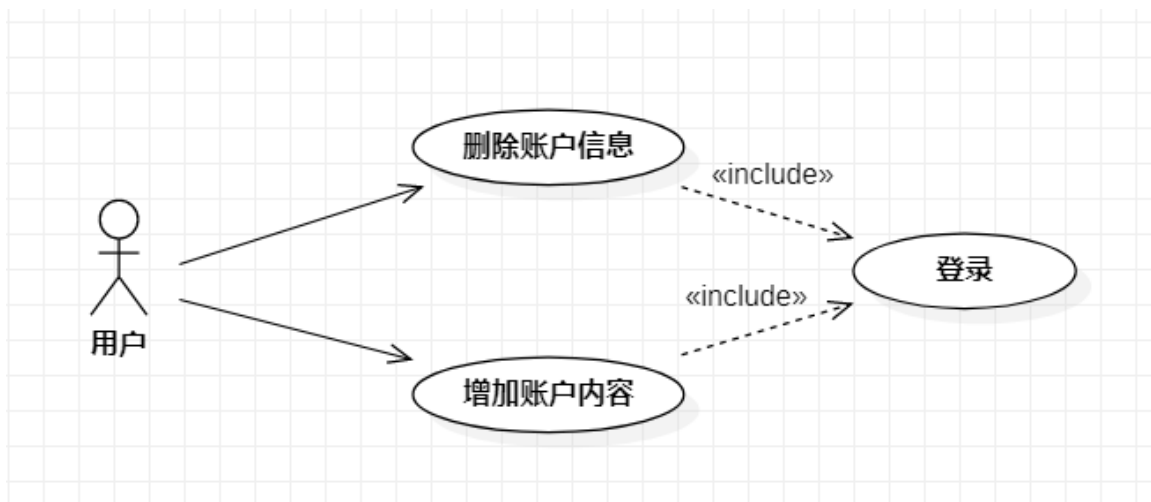 删除账户信息
«include»
登录
«include»
用户
增加账户内容